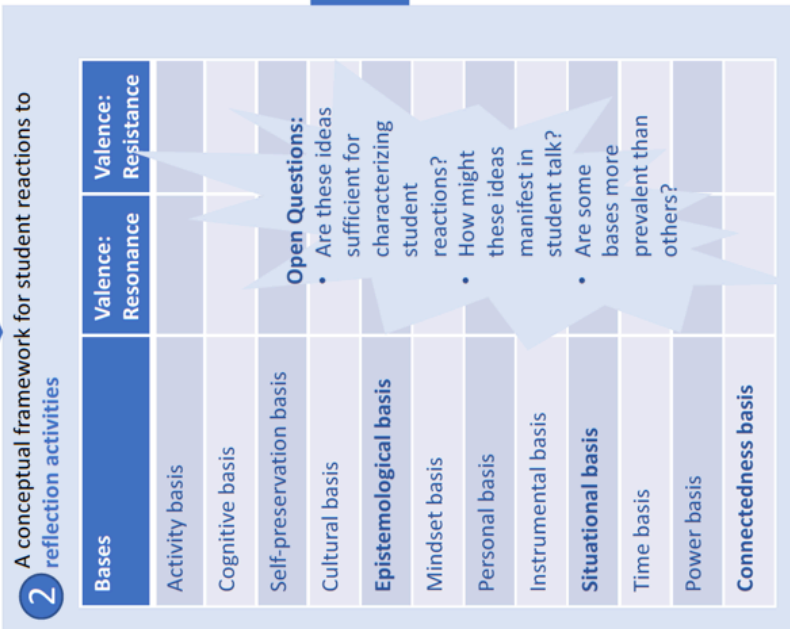 2
A conceptual framework for student reactions to
reflection activities
Bases
Valence:
Resonance
Valence:
Resistance
Activity basis
Cognitive basis
Self-preservation basis
Cultural basis
Epistemological basis
Mindset basis
Personal basis
Instrumental basis
Situational basis
Time basis
Power basis
Connectedness basis
Open Questions:
• Are these ideas
sufficient for
characterizing
student
reactions?
• How might
these ideas
manifest in
student talk?
• Are some
bases more
prevalent than
others?